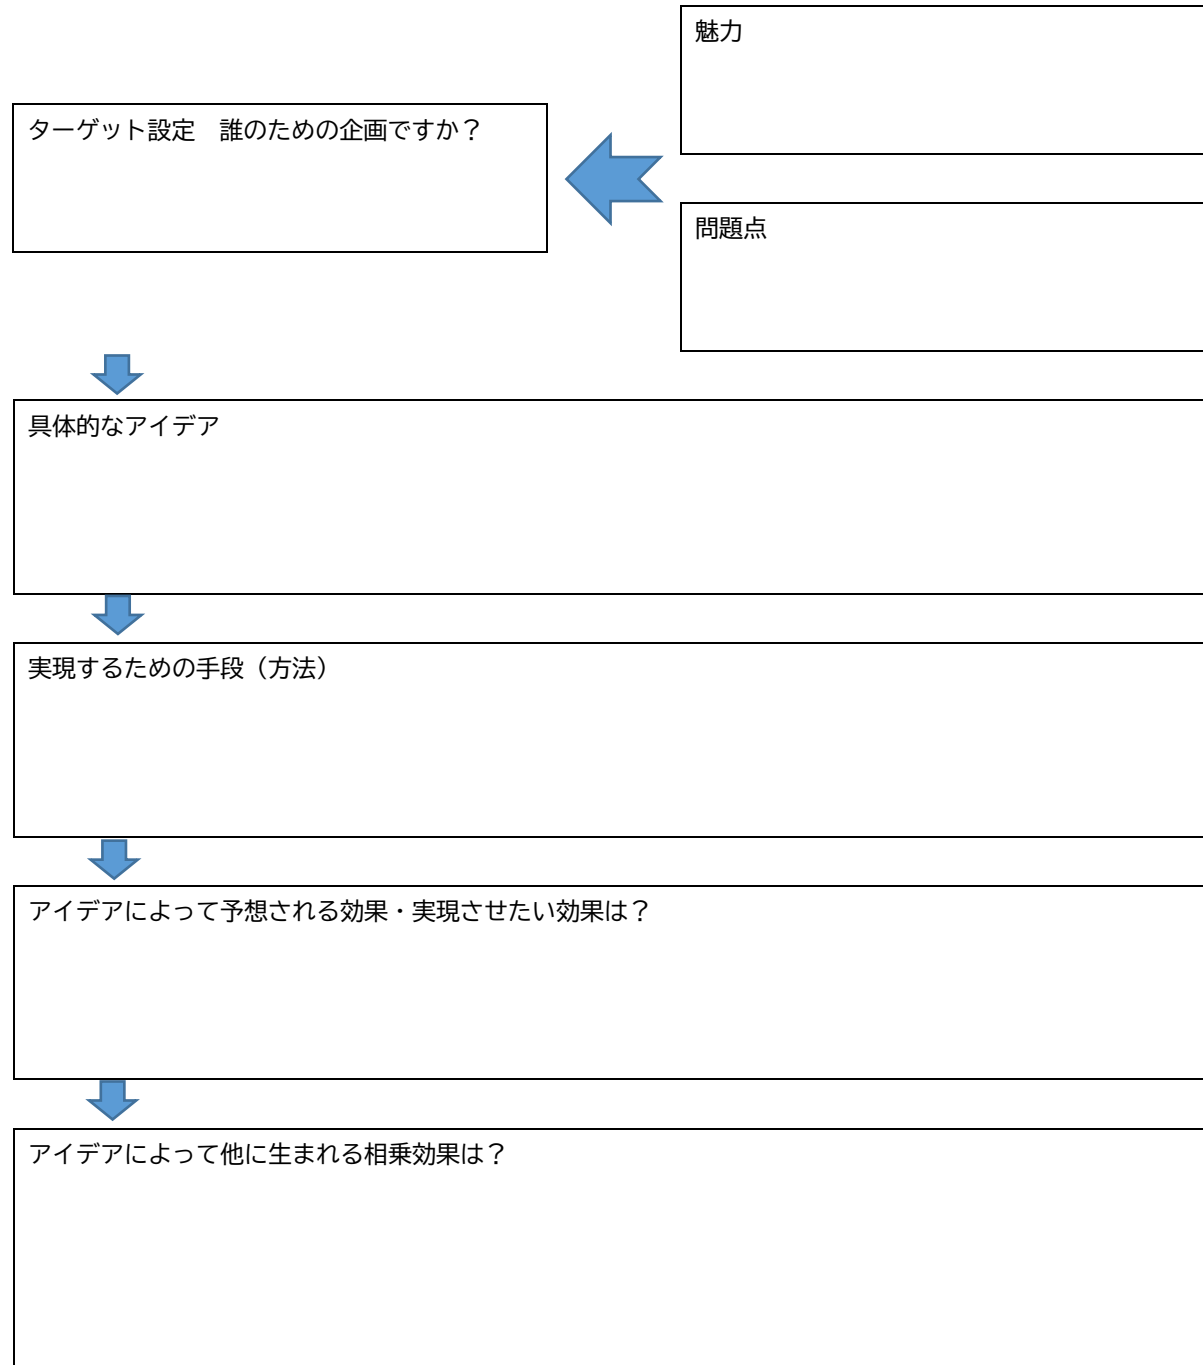 魅力
ターゲット設定　誰のための企画ですか？
問題点
具体的なアイデア
実現するための手段（方法）
アイデアによって予想される効果・実現させたい効果は？
アイデアによって他に生まれる相乗効果は？